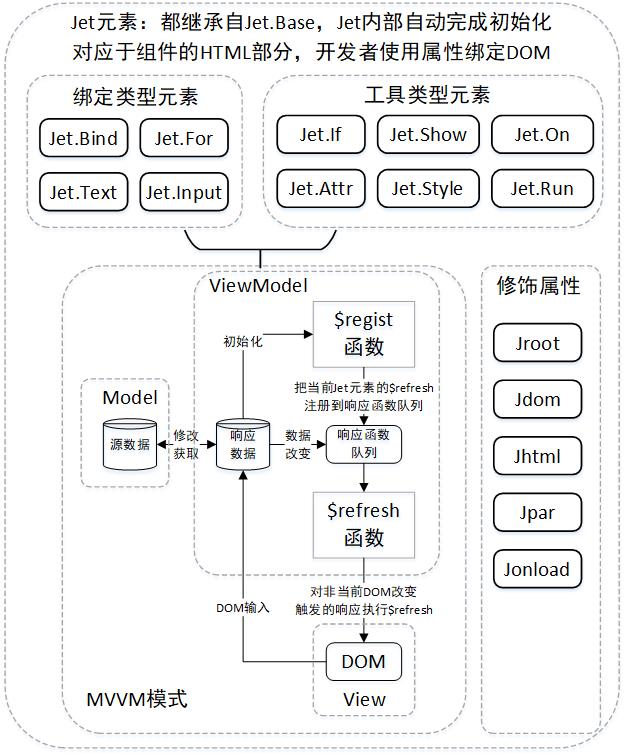 Jet元素：都继承自Jet.Base，Jet内部自动完成初始化
对应于组件的HTML部分，开发者使用属性绑定DOM
绑定类型元素
Jet.Bind
Jet.For
Jet.Text
Jet.Input
工具类型元素
Jet.If
Jet.Show
Jet.On
Jet.Attr
Jet.Style
Jet.Run
ViewModel
$regist
函数
初始化
把当前Jet元素的$refresh
注册到响应函数队列
Model
源数据
修改
获取
响应
数据
数据
改变
响应函数
队列
$refresh
函数
对非当前DOM改变
触发的响应执行$refresh
DOM输入
DOM
View
MVVM模式
修饰属性
Jroot
Jdom
Jhtml
Jpar
Jonload